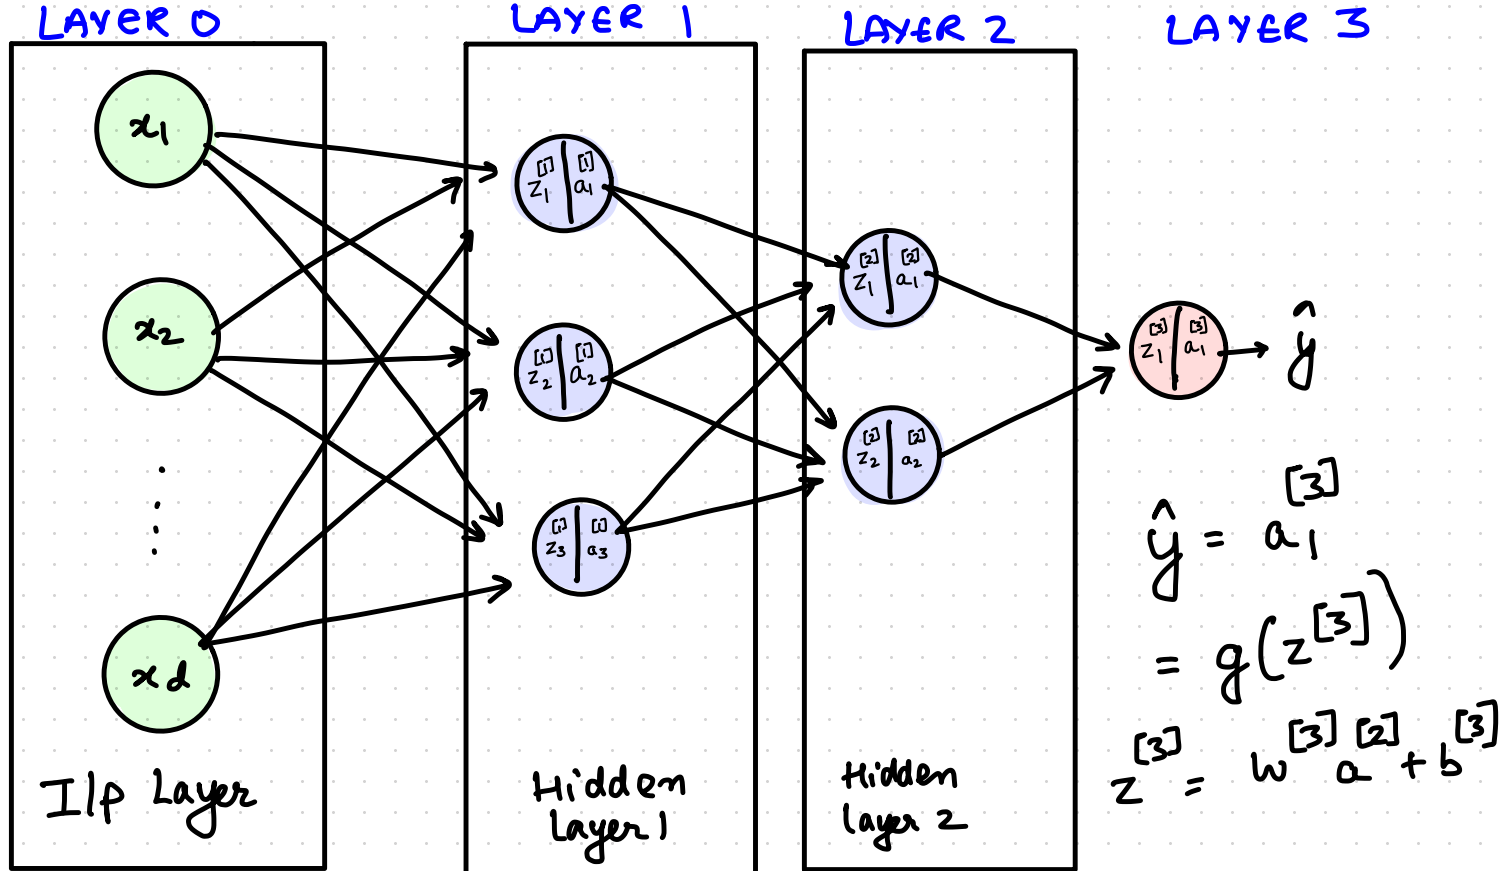 LAYER 0
LAYER 1
LAYER 2
LAYER 3
x₁
x₂
xd
I/p Layer
z₁^[1] | a₁^[1]
z₂^[1] | a₂^[1]
z₃^[1] | a₃^[1]
Hidden
Layer 1
z₁^[2] | a₁^[2]
z₂^[2] | a₂^[2]
Hidden
layer 2
z₁^[3] | a₁^[3]
ŷ
ŷ = a₁^[3]
= g(z^[3])
z^[3] = w^[3] a^[2] + b^[3]